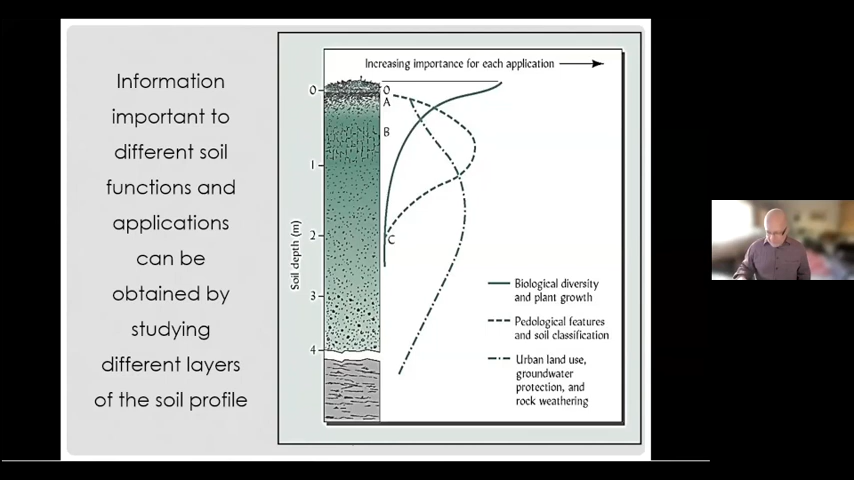 Information
important to
different soil
functions and
applications
can be
obtained by
studying
different layers
of the soil profile
Increasing importance for each application
0
0
A
B
1
2
C
3
4
Soil depth (m)
Biological diversity
and plant growth
Pedological features
and soil classification
Urban land use,
groundwater
protection, and
rock weathering